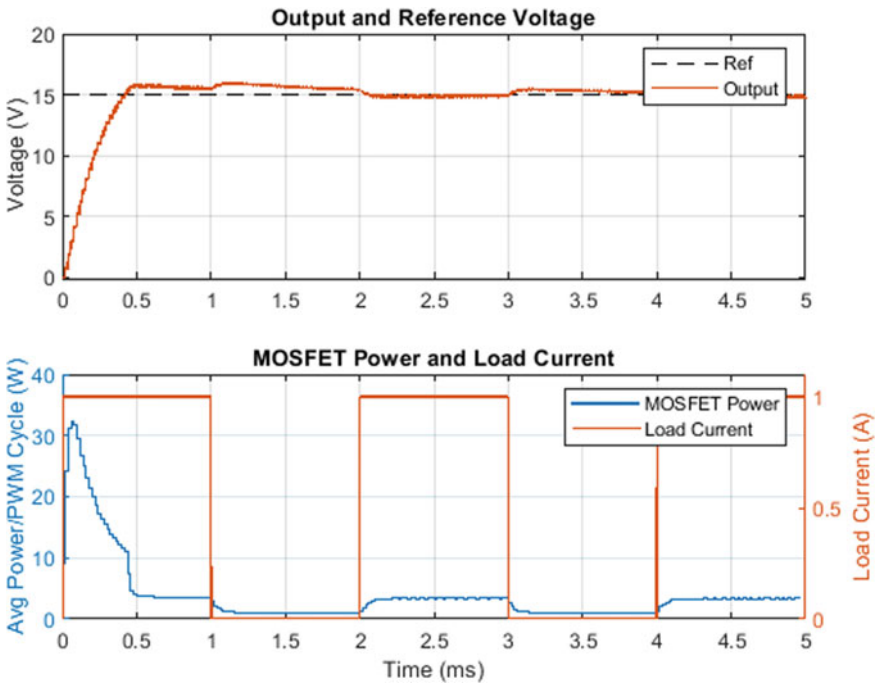 Output and Reference Voltage
20
15
10
5
0
Voltage (V)
Ref
Output
0 0.5 1 1.5 2 2.5 3 3.5 4 4.5 5
MOSFET Power and Load Current
40
30
20
10
0
Avg Power/PWM Cycle (W)
MOSFET Power
Load Current
1
0.5
0
Load Current (A)
0 0.5 1 1.5 2 2.5 3 3.5 4 4.5 5
Time (ms)